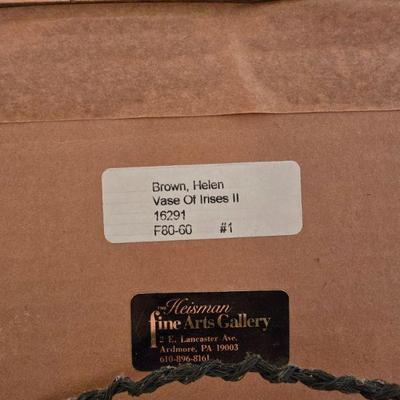 Brown, Helen
Vase Of Irises II
16291
F80-60 #1
THE Heisman
fine Arts Gallery
2 E. Lancaster Ave.
Ardmore, PA 19003
610-896-8161